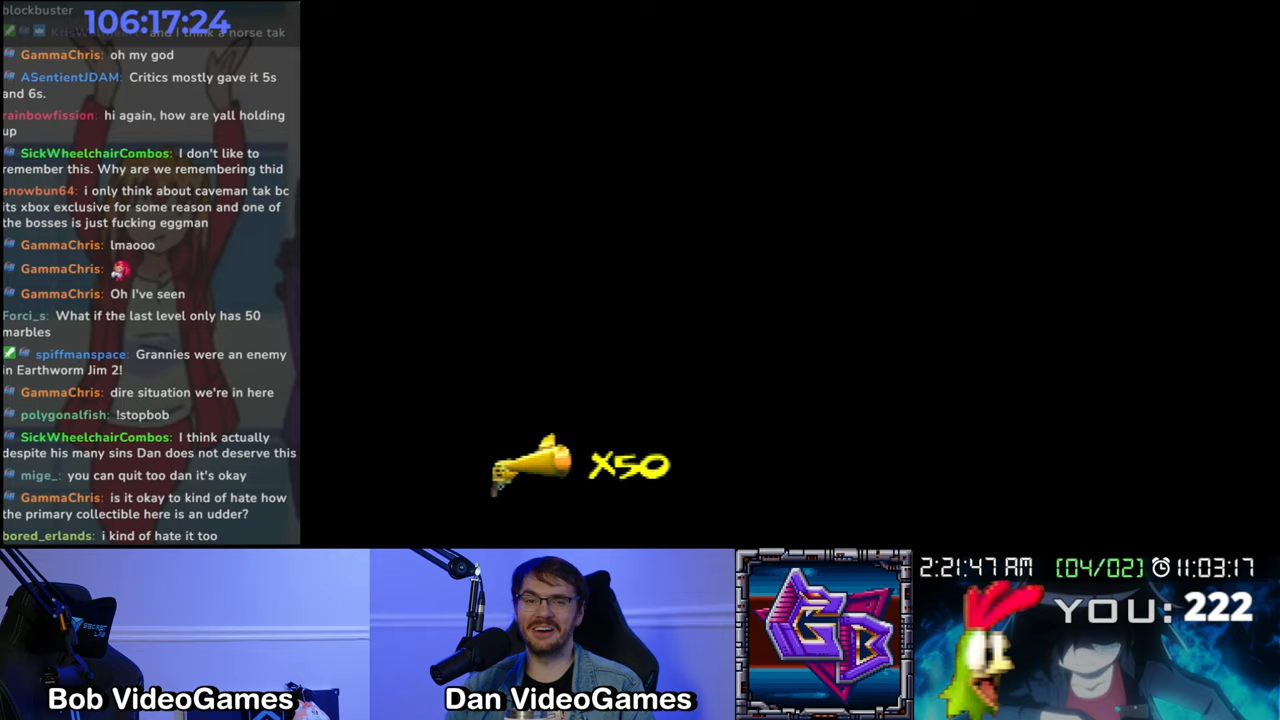 blockbuster
106:17:24
and I think a norse tak
GammaChris: oh my god
ASentientJDAM: Critics mostly gave it 5s
and 6s.
rainbowfission: hi again, how are yall holding
up
SickWheelchairCombos: I don't like to
remember this. Why are we remembering thid
snowbun64: i only think about caveman tak bc
its xbox exclusive for some reason and one of
the bosses is just fucking eggman
GammaChris: lmaooo
GammaChris:
GammaChris: Oh I've seen
Forci_s: What if the last level only has 50
marbles
spiffmanspace: Grannies were an enemy
in Earthworm Jim 2!
GammaChris: dire situation we're in here
polygonalfish: !stopbob
SickWheelchairCombos: I think actually
despite his many sins Dan does not deserve this
mige_: you can quit too dan it's okay
GammaChris: is it okay to kind of hate how
the primary collectible here is an udder?
bored_erlands: i kind of hate it too
X50
SECRET
LAB
Bob VideoGames
Dan VideoGames
GB
2:21:47 AM [04/02] 11:03:17
YOU: 222